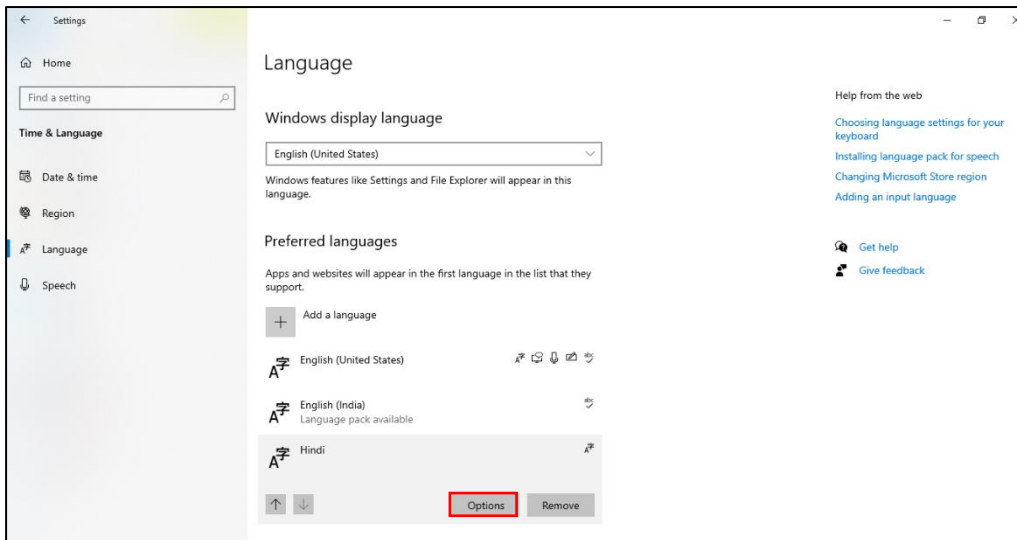 Settings
Home
Find a setting
Time & Language
Date & time
Region
Language
Speech
Language
Windows display language
English (United States)
Windows features like Settings and File Explorer will appear in this
language.
Preferred languages
Apps and websites will appear in the first language in the list that they
support.
Add a language
English (United States)
English (India)
Language pack available
Hindi
Options
Remove
Help from the web
Choosing language settings for your
keyboard
Installing language pack for speech
Changing Microsoft Store region
Adding an input language
Get help
Give feedback